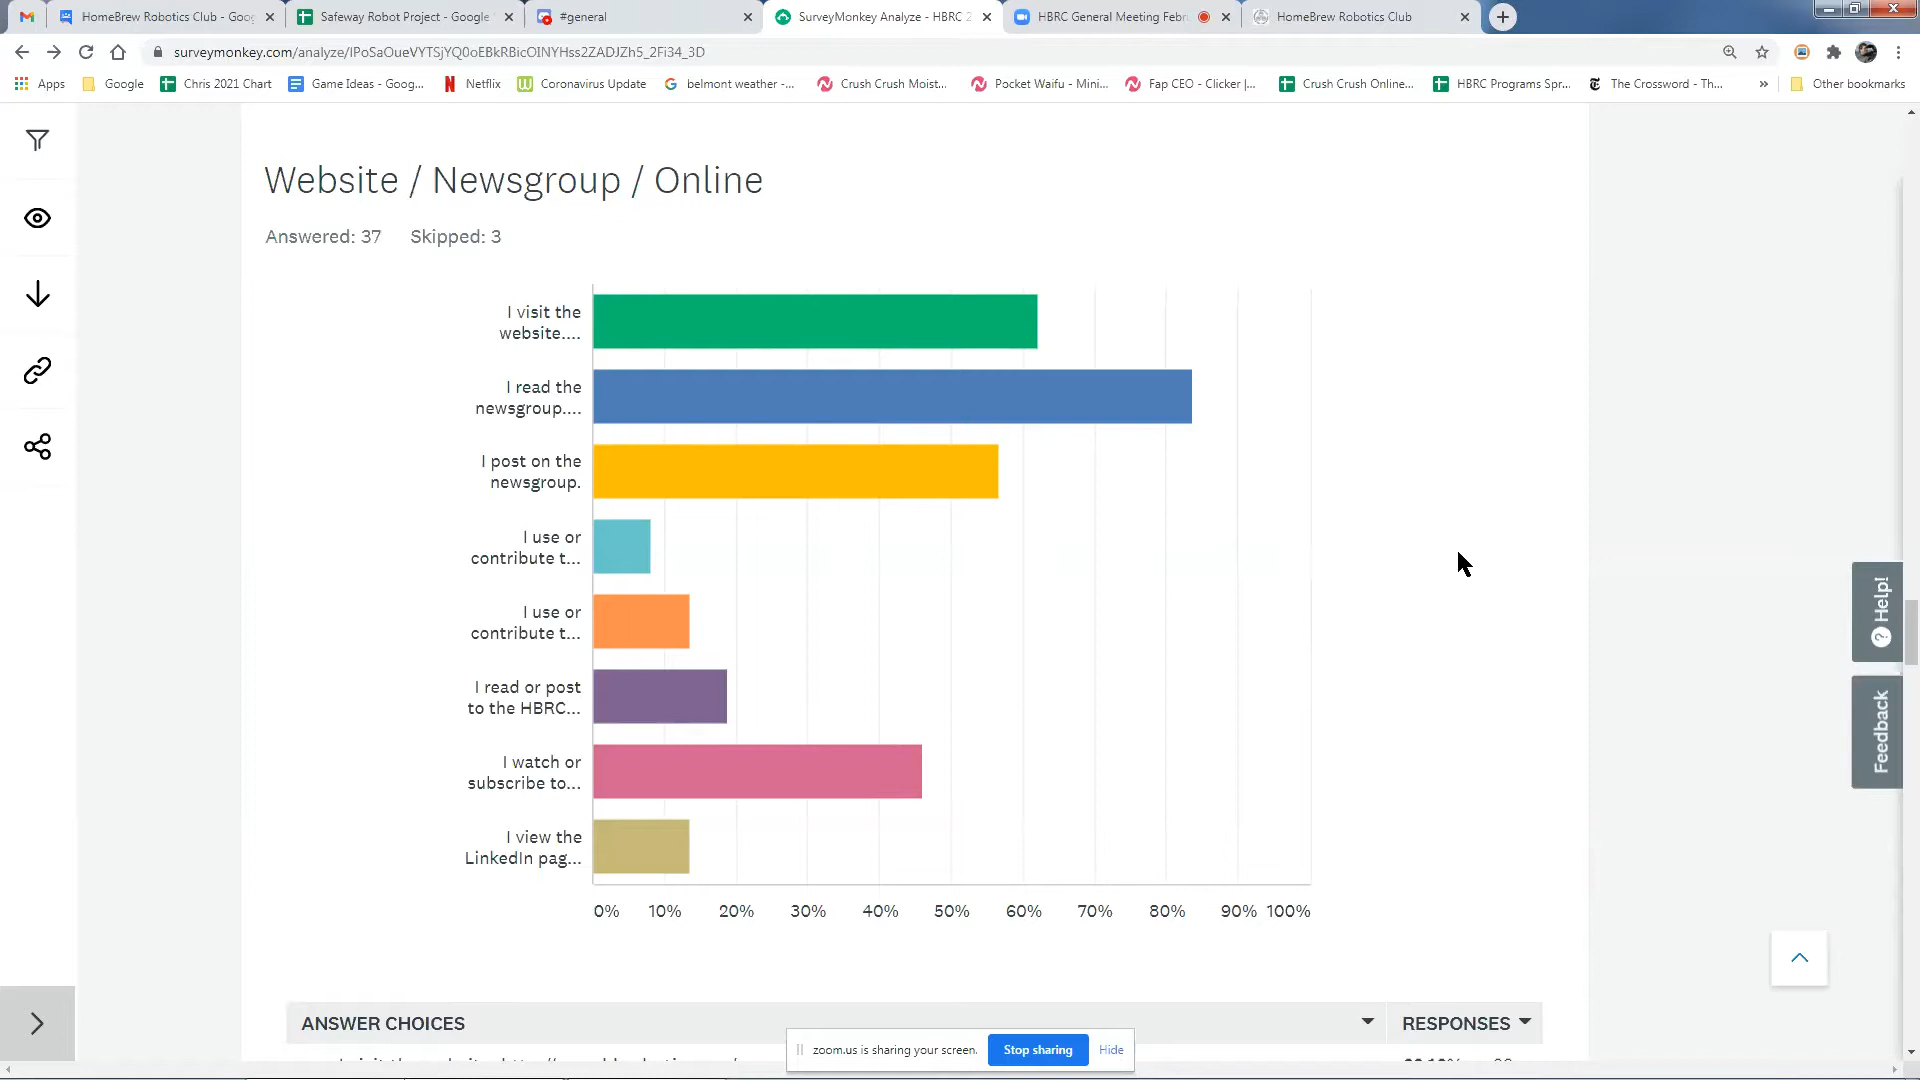 HomeBrew Robotics Club - Goog
Safeway Robot Project - Google
#general
SurveyMonkey Analyze - HBRC 2
HBRC General Meeting Febr
HomeBrew Robotics Club
surveymonkey.com/analyze/IPoSaOueVYTSjYQ0oEBkRBicOINYHss2ZADJZh5_2Fi34_3D
Apps
Google
Chris 2021 Chart
Game Ideas - Goog...
Netflix
Coronavirus Update
belmont weather -...
Crush Crush Moist...
Pocket Waifu - Mini...
Fap CEO - Clicker |...
Crush Crush Online...
HBRC Programs Spr...
The Crossword - Th...
»
Other bookmarks
Website / Newsgroup / Online
Answered: 37 Skipped: 3
I visit the
website....
I read the
newsgroup....
I post on the
newsgroup.
I use or
contribute t...
I use or
contribute t...
I read or post
to the HBRC...
I watch or
subscribe to...
I view the
LinkedIn pag...
0% 10% 20% 30% 40% 50% 60% 70% 80% 90% 100%
Help!
Feedback
ANSWER CHOICES
RESPONSES
zoom.us is sharing your screen.
Stop sharing
Hide